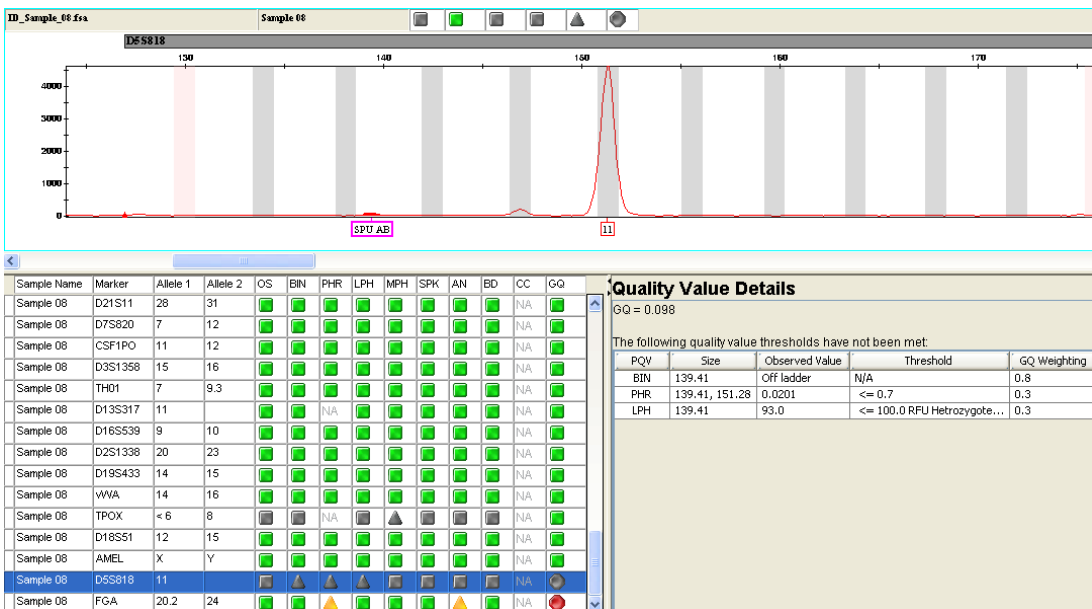 ID_Sample_08.fsa Sample 08
D5S818
130 140 150 160 170
4000
3000
2000
1000
0
SPU AB 11
Sample Name Marker Allele 1 Allele 2 OS BIN PHR LPH MPH SPK AN BD CC GQ
Sample 08 D21S11 28 31 NA
Sample 08 D7S820 7 12 NA
Sample 08 CSF1PO 11 12 NA
Sample 08 D3S1358 15 16 NA
Sample 08 TH01 7 9.3 NA
Sample 08 D13S317 11 NA NA
Sample 08 D16S539 9 10 NA
Sample 08 D2S1338 20 23 NA
Sample 08 D19S433 14 15 NA
Sample 08 vWA 14 16 NA
Sample 08 TPOX < 6 8 NA NA
Sample 08 D18S51 12 15 NA
Sample 08 AMEL X Y NA
Sample 08 D5S818 11 NA
Sample 08 FGA 20.2 24 NA
Quality Value Details
GQ = 0.098
The following quality value thresholds have not been met:
PQV Size Observed Value Threshold GQ Weighting
BIN 139.41 Off ladder N/A 0.8
PHR 139.41, 151.28 0.0201 <= 0.7 0.3
LPH 139.41 93.0 <= 100.0 RFU Hetrozygote... 0.3